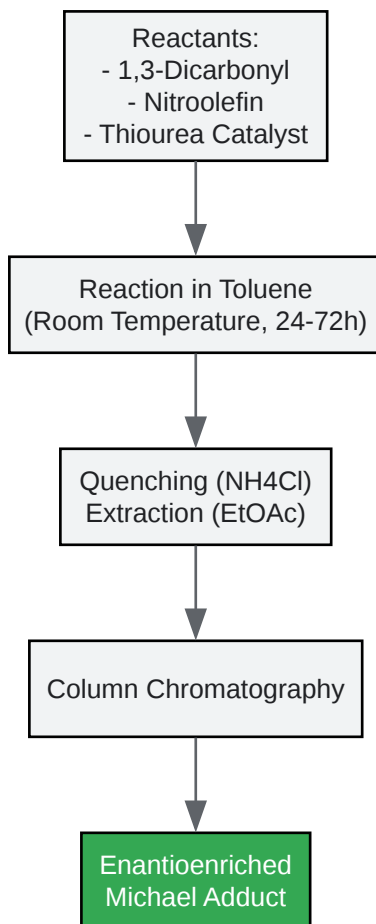 Reactants:
- 1,3-Dicarbonyl
- Nitroolefin
- Thiourea Catalyst
Reaction in Toluene
(Room Temperature, 24-72h)
Quenching (NH4Cl)
Extraction (EtOAc)
Column Chromatography
Enantioenriched
Michael Adduct